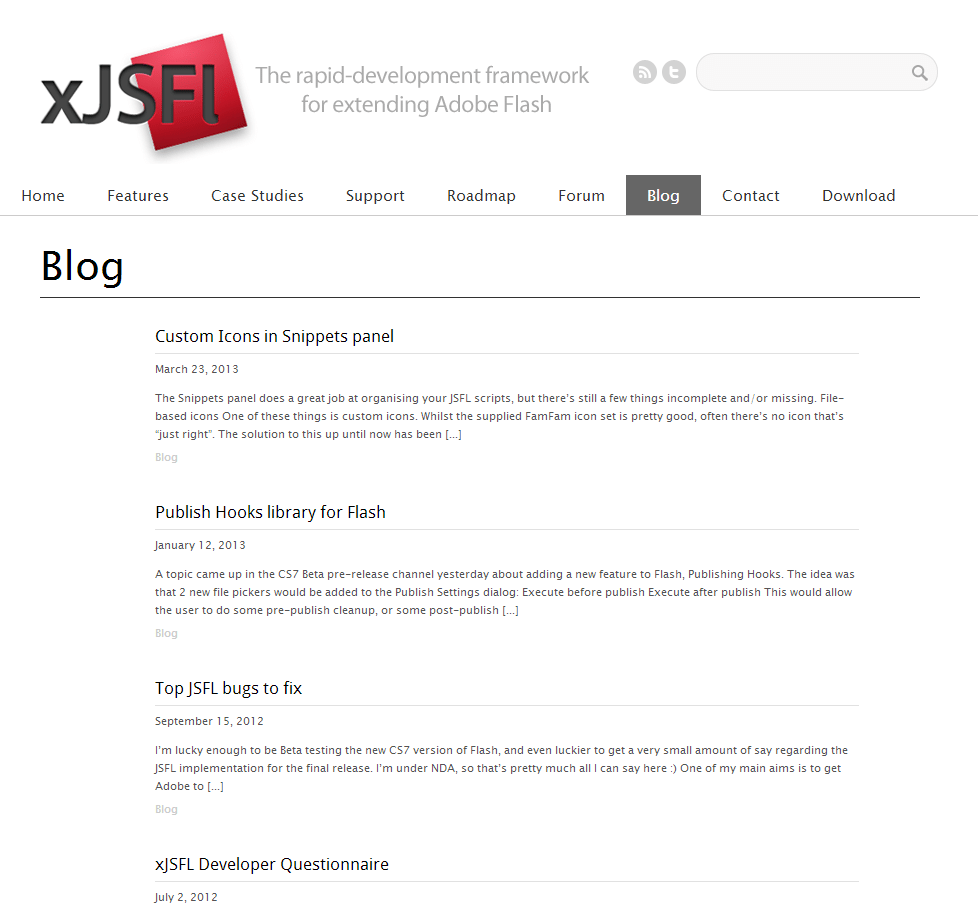 xJSFl
The rapid-development framework
for extending Adobe Flash
Home Features Case Studies Support Roadmap Forum Blog Contact Download
Blog
Custom Icons in Snippets panel
March 23, 2013
The Snippets panel does a great job at organising your JSFL scripts, but there’s still a few things incomplete and/or missing. File-
based icons One of these things is custom icons. Whilst the supplied FamFam icon set is pretty good, often there’s no icon that’s
“just right”. The solution to this up until now has been [...]
Blog
Publish Hooks library for Flash
January 12, 2013
A topic came up in the CS7 Beta pre-release channel yesterday about adding a new feature to Flash, Publishing Hooks. The idea was
that 2 new file pickers would be added to the Publish Settings dialog: Execute before publish Execute after publish This would allow
the user to do some pre-publish cleanup, or some post-publish [...]
Blog
Top JSFL bugs to fix
September 15, 2012
I’m lucky enough to be Beta testing the new CS7 version of Flash, and even luckier to get a very small amount of say regarding the
JSFL implementation for the final release. I’m under NDA, so that’s pretty much all I can say here :) One of my main aims is to get
Adobe to [...]
Blog
xJSFL Developer Questionnaire
July 2, 2012